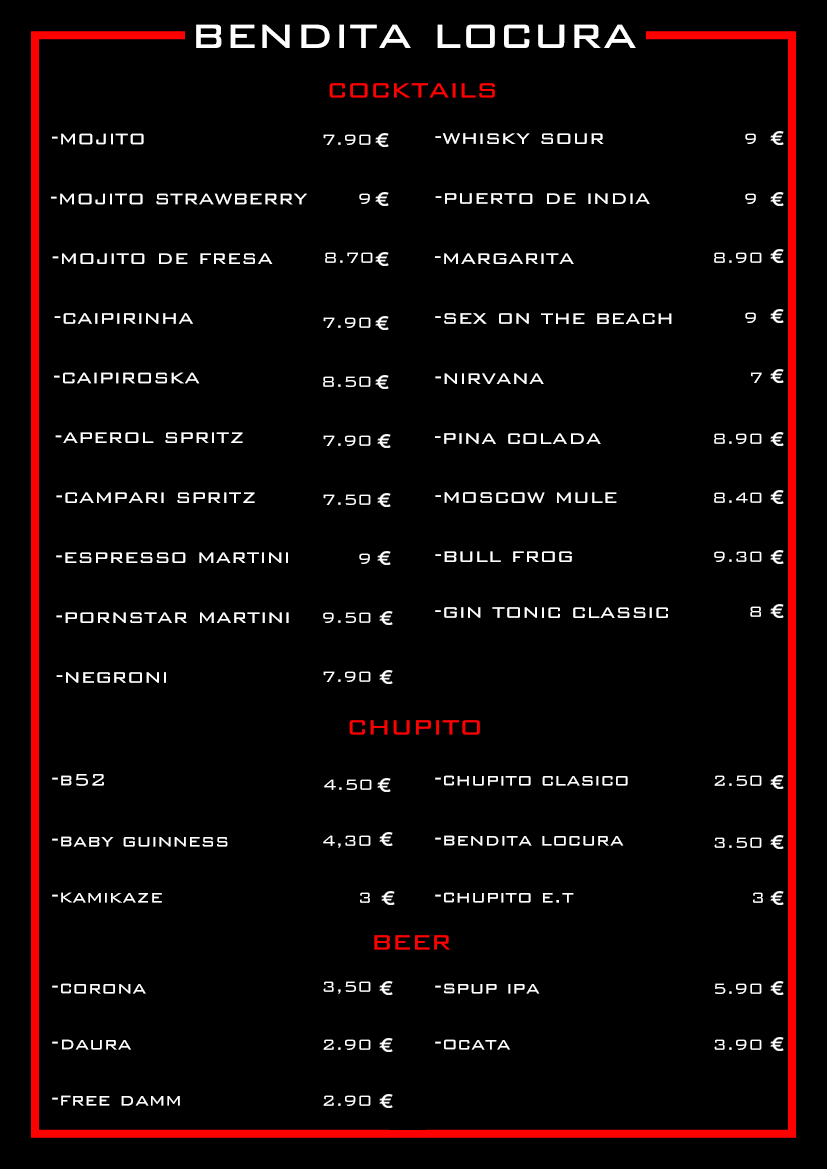 BENDITA LOCURA
COCKTAILS
-MOJITO 7.90€
-MOJITO STRAWBERRY 9€
-MOJITO DE FRESA 8.70€
-CAIPIRINHA 7.90€
-CAIPIROSKA 8.50€
-APEROL SPRITZ 7.90€
-CAMPARI SPRITZ 7.50€
-ESPRESSO MARTINI 9€
-PORNSTAR MARTINI 9.50 €
-NEGRONI 7.90 €
-WHISKY SOUR 9 €
-PUERTO DE INDIA 9 €
-MARGARITA 8.90 €
-SEX ON THE BEACH 9 €
-NIRVANA 7 €
-PINA COLADA 8.90 €
-MOSCOW MULE 8.40 €
-BULL FROG 9.30 €
-GIN TONIC CLASSIC 8 €
CHUPITO
-B52 4.50€
-BABY GUINNESS 4,30 €
-KAMIKAZE 3 €
-CHUPITO CLASICO 2.50 €
-BENDITA LOCURA 3.50 €
-CHUPITO E.T 3 €
BEER
-CORONA 3,50 €
-DAURA 2.90 €
-FREE DAMM 2.90 €
-SPUP IPA 5.90 €
-OCATA 3.90 €